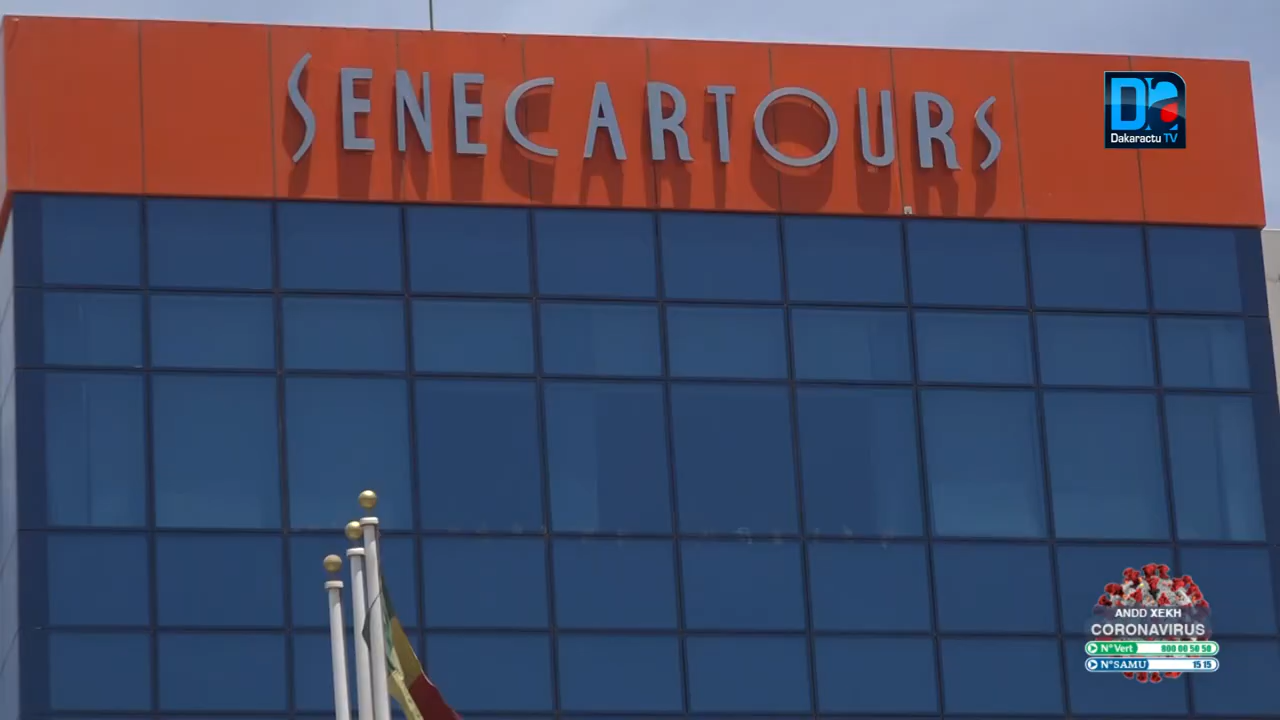 SENECARTOURS
Dakaractu TV
ANDD XEKH
CORONAVIRUS
N°Vert 800 00 50 50
N°SAMU 15 15